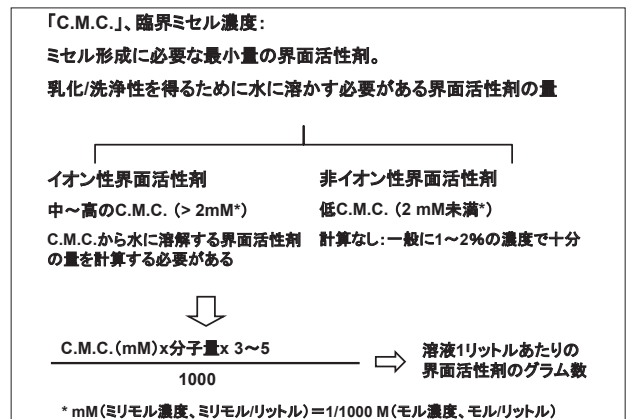 「C.M.C.」、臨界ミセル濃度：
ミセル形成に必要な最小量の界面活性剤。
乳化/洗浄性を得るために水に溶かす必要がある界面活性剤の量
イオン性界面活性剤
中～高のC.M.C.（> 2mM*）
C.M.C.から水に溶解する界面活性剤
の量を計算する必要がある
非イオン性界面活性剤
低C.M.C.（2 mM未満*）
計算なし：一般に1～2%の濃度で十分
C.M.C.（mM）x分子量x 3～5
1000
溶液1リットルあたりの
界面活性剤のグラム数
* mM（ミリモル濃度、ミリモル/リットル）＝1/1000 M（モル濃度、モル/リットル）